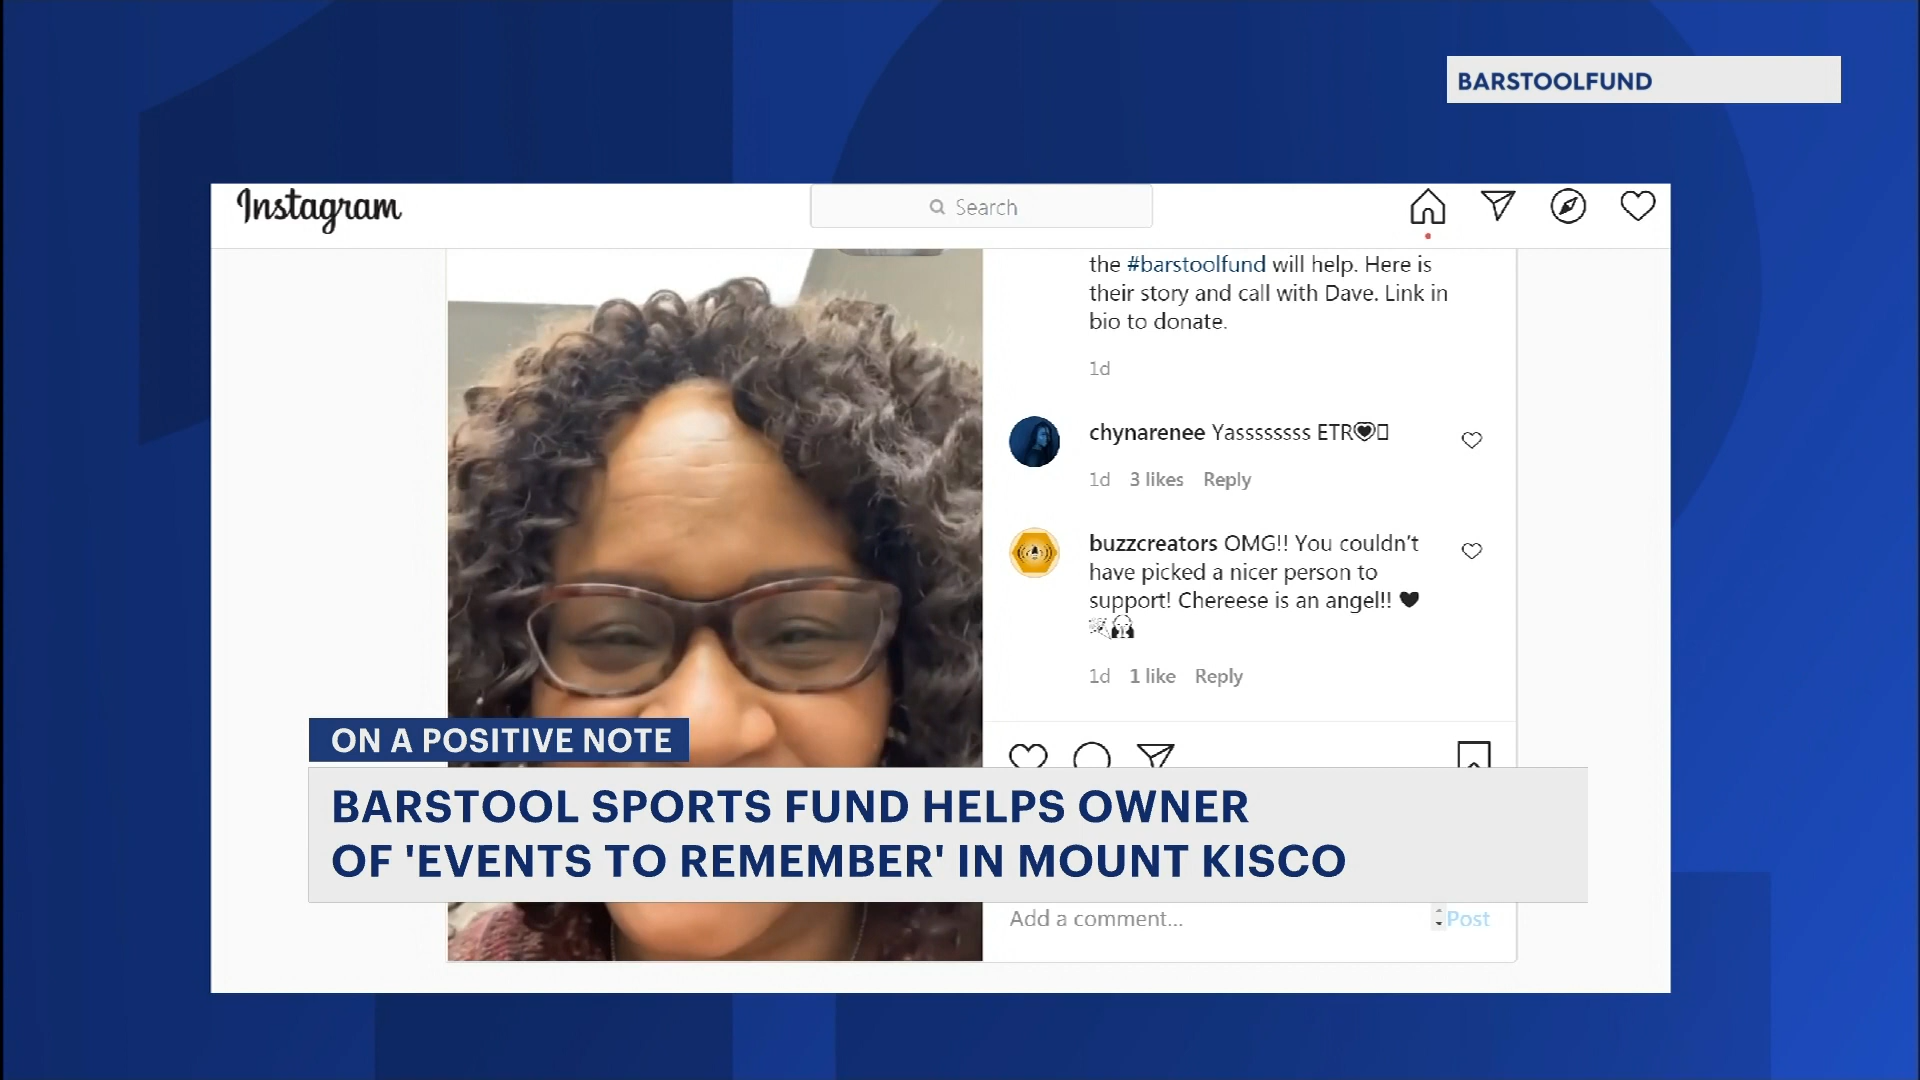 BARSTOOLFUND
Instagram
Search
the #barstoolfund will help. Here is
their story and call with Dave. Link in
bio to donate.
1d
chynarenee Yassssssss ETR
1d 3 likes Reply
buzzcreators OMG!! You couldn't
have picked a nicer person to
support! Chereese is an angel!!
1d 1 like Reply
ON A POSITIVE NOTE
BARSTOOL SPORTS FUND HELPS OWNER
OF 'EVENTS TO REMEMBER' IN MOUNT KISCO
Add a comment...
Post